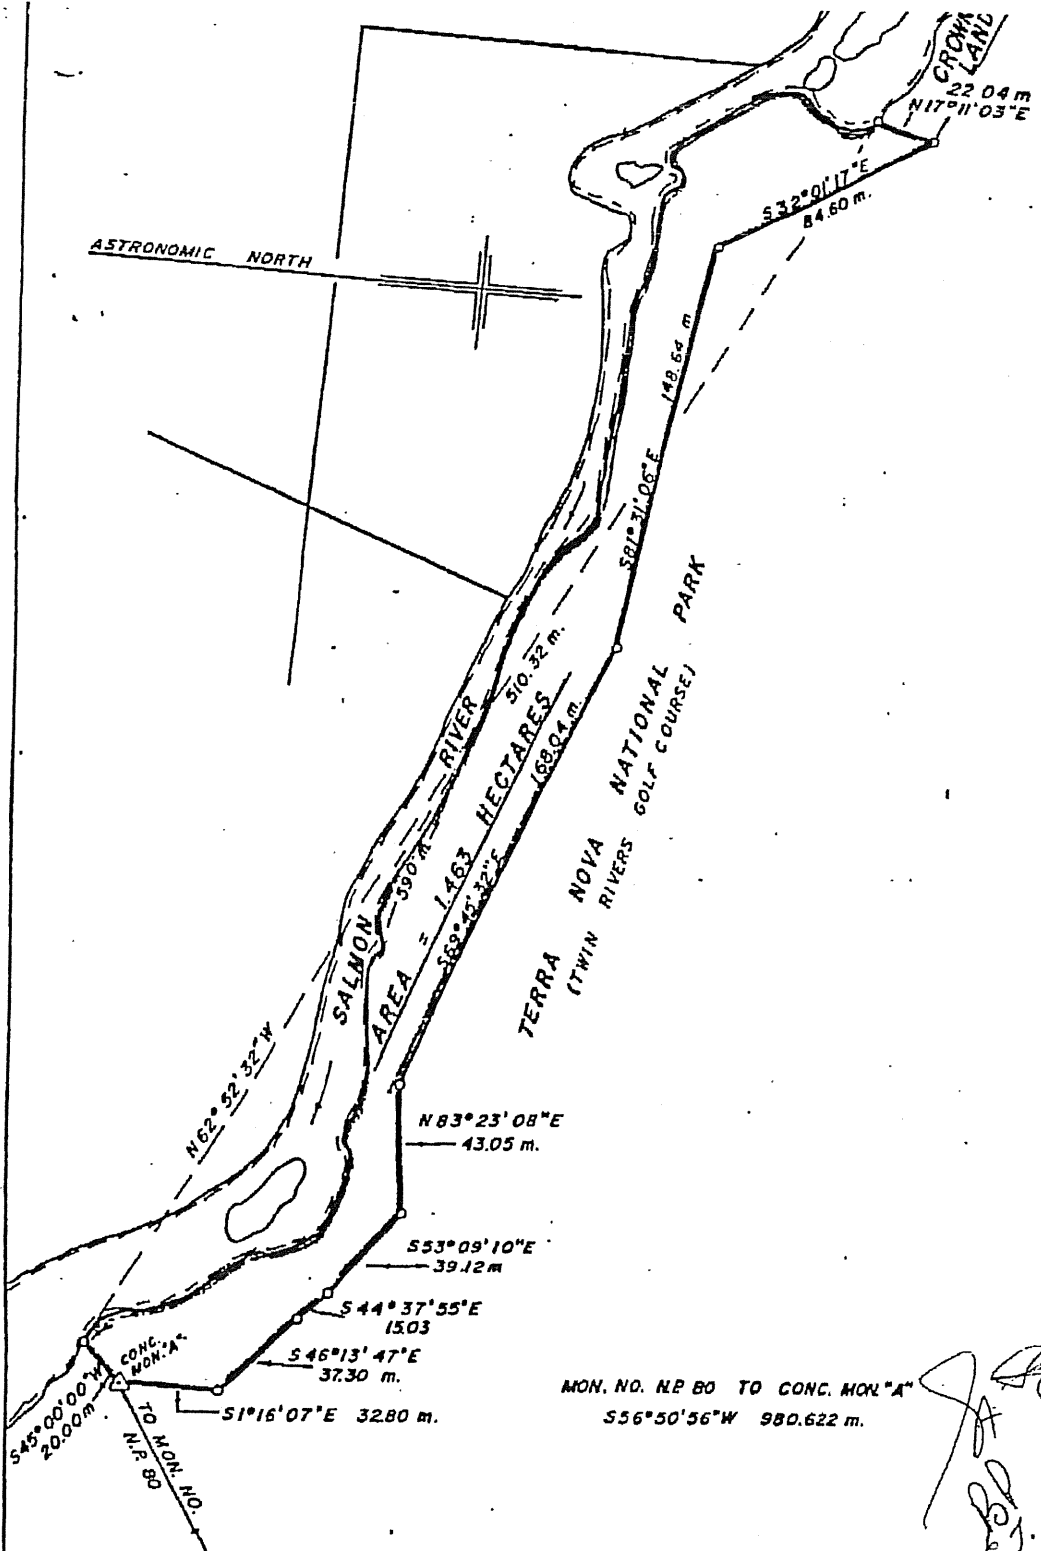 CROWN
LAND
22.04 m
N17°11'03"E
S32°01'17"E
84.60 m.
ASTRONOMIC NORTH
148.64 m
S81°31'06"E
510.32 m.
RIVER
SALMON
590 m
168.04 m.
S69°45'32"E
AREA = 1.463 HECTARES
TERRA NOVA NATIONAL PARK
(TWIN RIVERS GOLF COURSE)
N62°52'32"W
N83°23'08"E
43.05 m.
S53°09'10"E
39.12m
S44°37'55"E
15.03
S46°13'47"E
37.30 m.
CONC.
MON. "A"
S1°16'07"E 32.80 m.
S45°00'00"W
20.00m
TO MON. NO.
N.P. 80
MON. NO. N.P. 80 TO CONC. MON. "A"
S56°50'56"W 980.622 m.